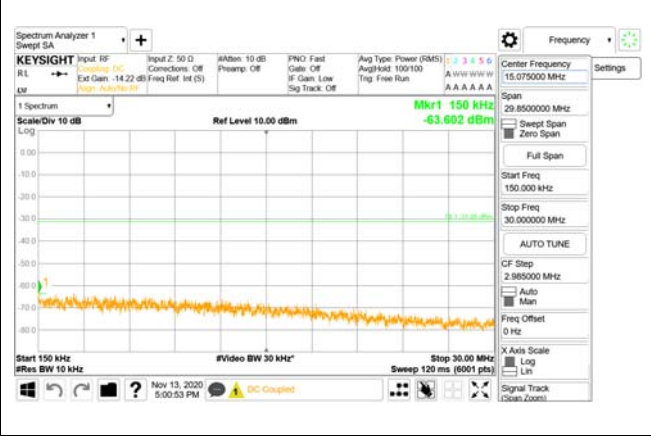 Spectrum Analyzer 1
Swept SA
Frequency
KEYSIGHT
RL
Input: RF
Coupling: DC
Ext Gain: -14.22 dB
Align: Auto/No RF
Input Z: 50 Ω
Corrections: Off
Freq Ref: Int (S)
#Atten: 10 dB
Preamp: Off
PNO: Fast
Gate: Off
IF Gain: Low
Sig Track: Off
Avg Type: Power (RMS)
Avg|Hold: 100/100
Trig: Free Run
1 2 3 4 5 6
A W W W W W
A A A A A A
1 Spectrum
Scale/Div 10 dB
Ref Level 10.00 dBm
Mkr1 150 kHz
-63.602 dBm
Log
0.00
-10.0
-20.0
-30.0
-40.0
-50.0
-60.0
-70.0
-80.0
1
Start 150 kHz
#Res BW 10 kHz
#Video BW 30 kHz*
Stop 30.00 MHz
Sweep 120 ms (6001 pts)
Nov 13, 2020
5:00:53 PM
DC Coupled
Center Frequency
15.075000 MHz
Settings
Span
29.8500000 MHz
Swept Span
Zero Span
Full Span
Start Freq
150.000 kHz
Stop Freq
30.000000 MHz
AUTO TUNE
CF Step
2.985000 MHz
Auto
Man
Freq Offset
0 Hz
X Axis Scale
Log
Lin
Signal Track
(Span Zoom)